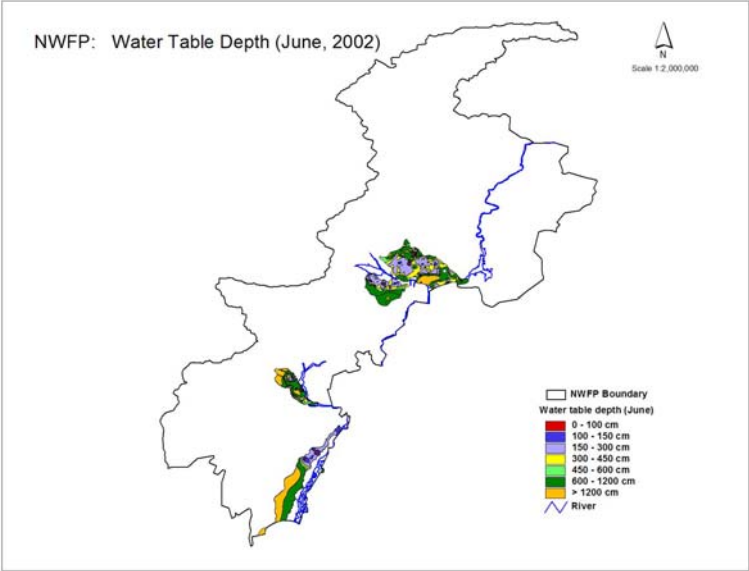 NWFP: Water Table Depth (June, 2002)
N
Scale 1:2,000,000
NWFP Boundary
Water table depth (June)
0 - 100 cm
100 - 150 cm
150 - 300 cm
300 - 450 cm
450 - 600 cm
600 - 1200 cm
> 1200 cm
River